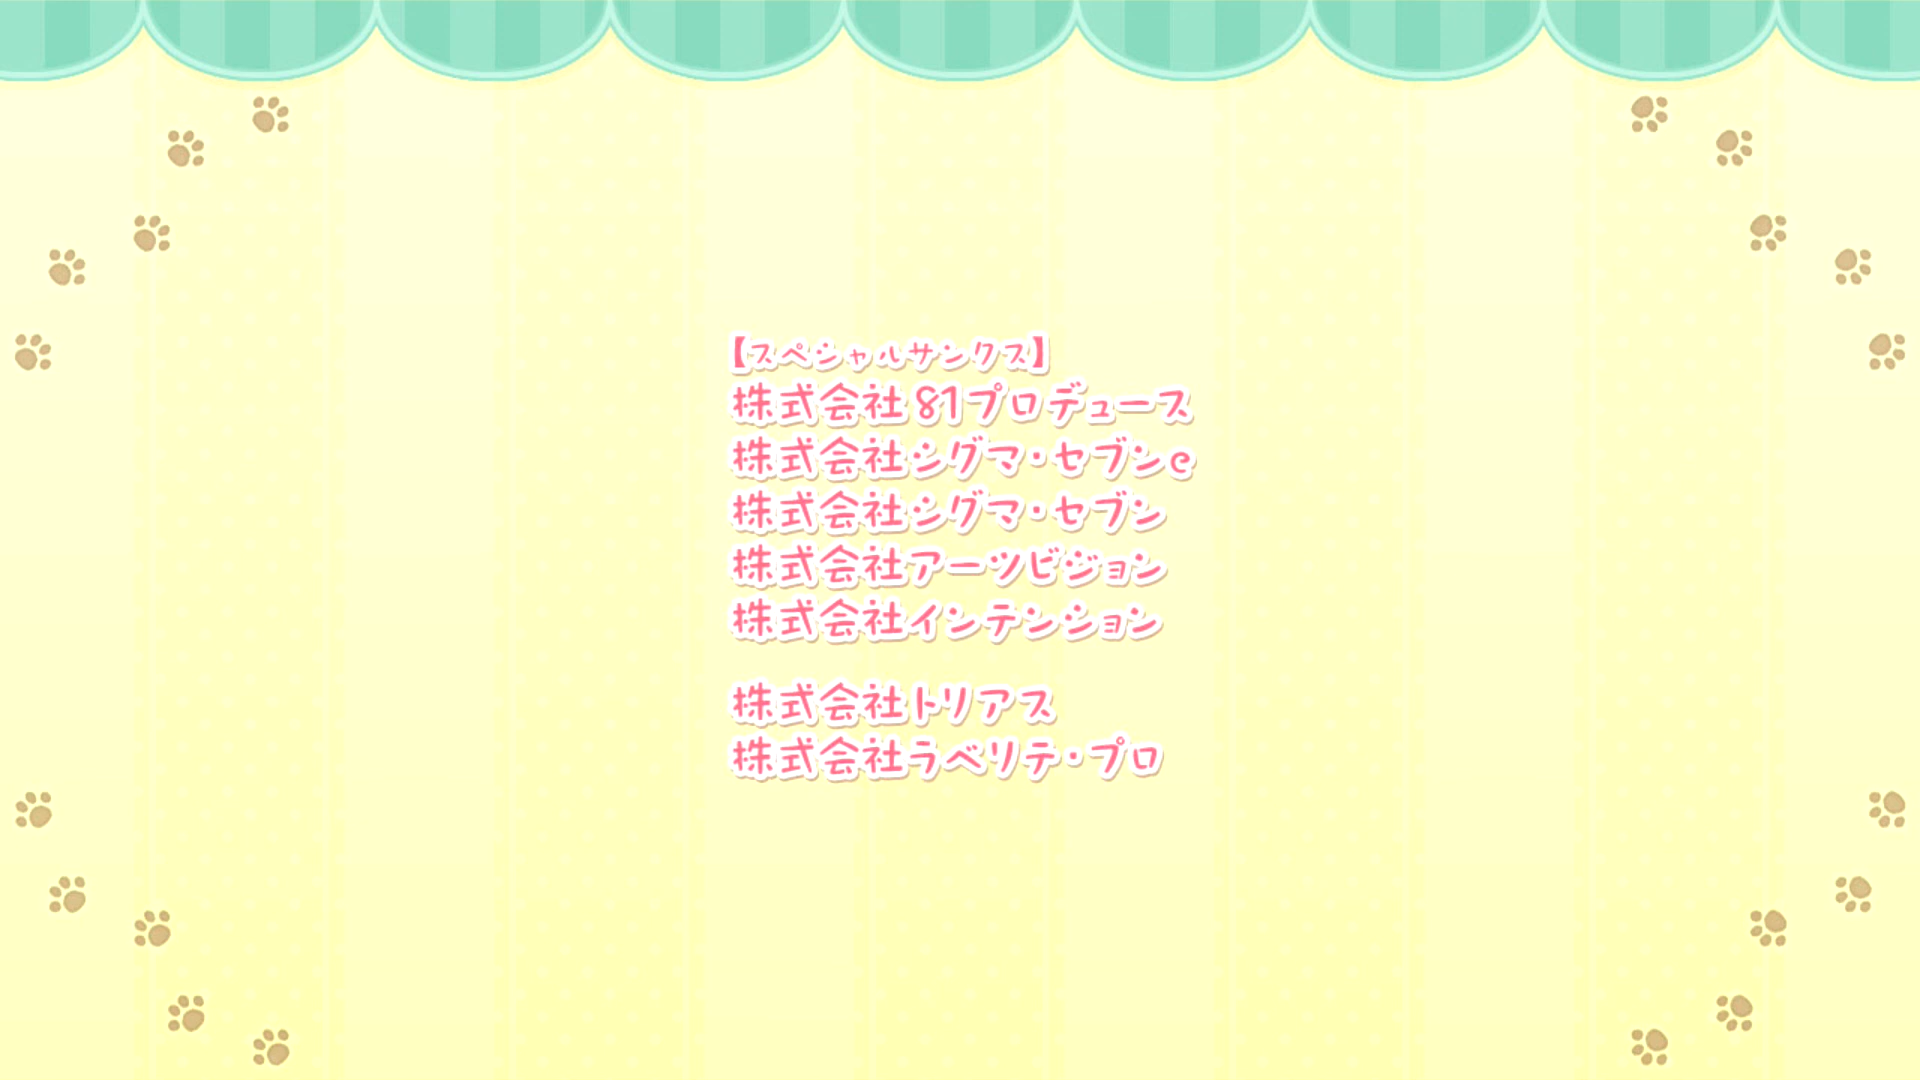 【スペシャルサンクス】
株式会社81プロデュース
株式会社シグマ・セブンe
株式会社シグマ・セブン
株式会社アーツビジョン
株式会社インテンション
株式会社トリアス
株式会社ラベリテ・プロ